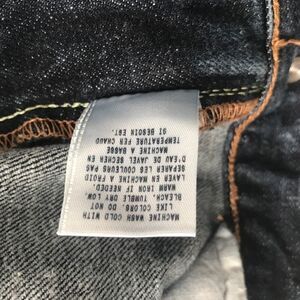 MACHINE WASH COLD WITH
LIKE COLORS. DO NOT
BLEACH. TUMBLE DRY LOW.
WARM IRON IF NEEDED.
LAVER EN MACHINE A FROID
SEPARER LES COULEURS PAS
D'EAU DE JAVEL SECHER EN
MACHINE A BASSE
TEMPERATURE FER CHAUD
SI BESOIN EST.